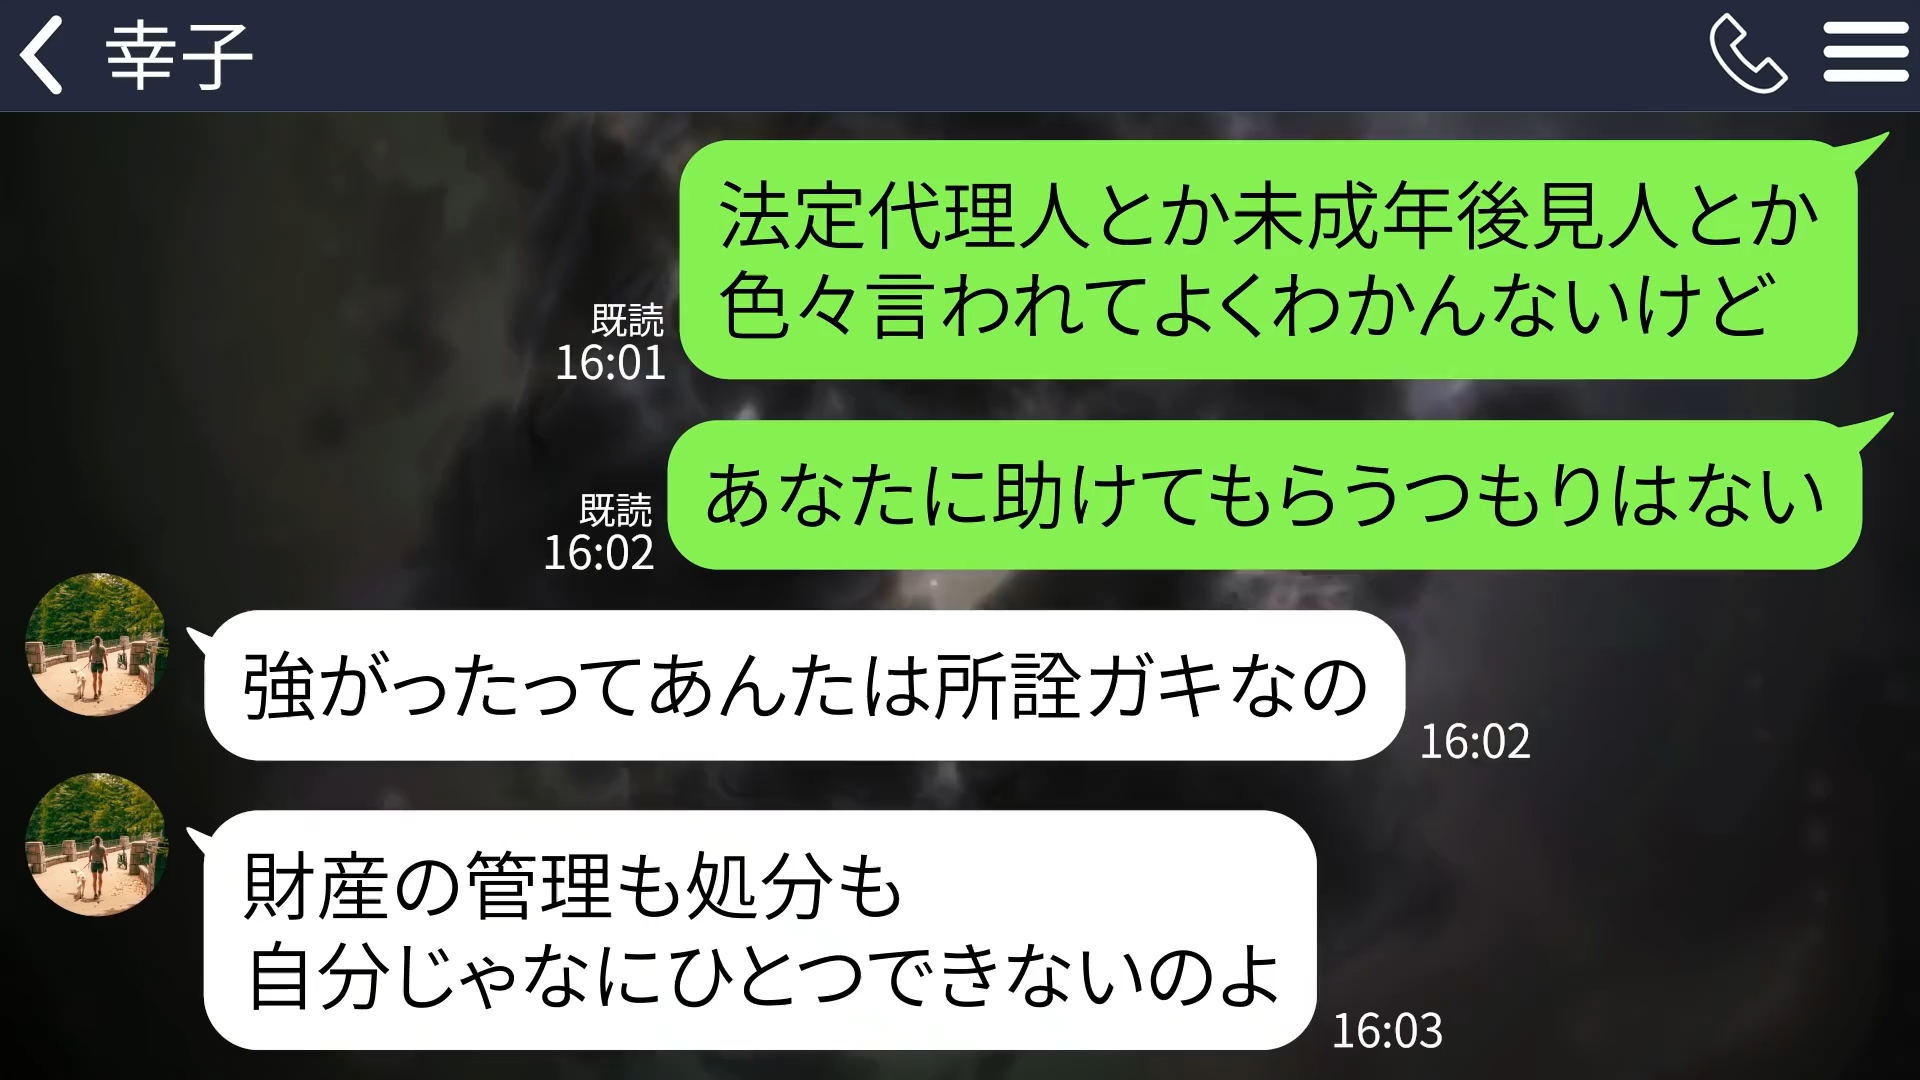 幸子
法定代理人とか未成年後見人とか
色々言われてよくわかんないけど
既読
16:01
あなたに助けてもらうつもりはない
既読
16:02
強がったってあんたは所詮ガキなの
16:02
財産の管理も処分も
自分じゃなにひとつできないのよ
16:03